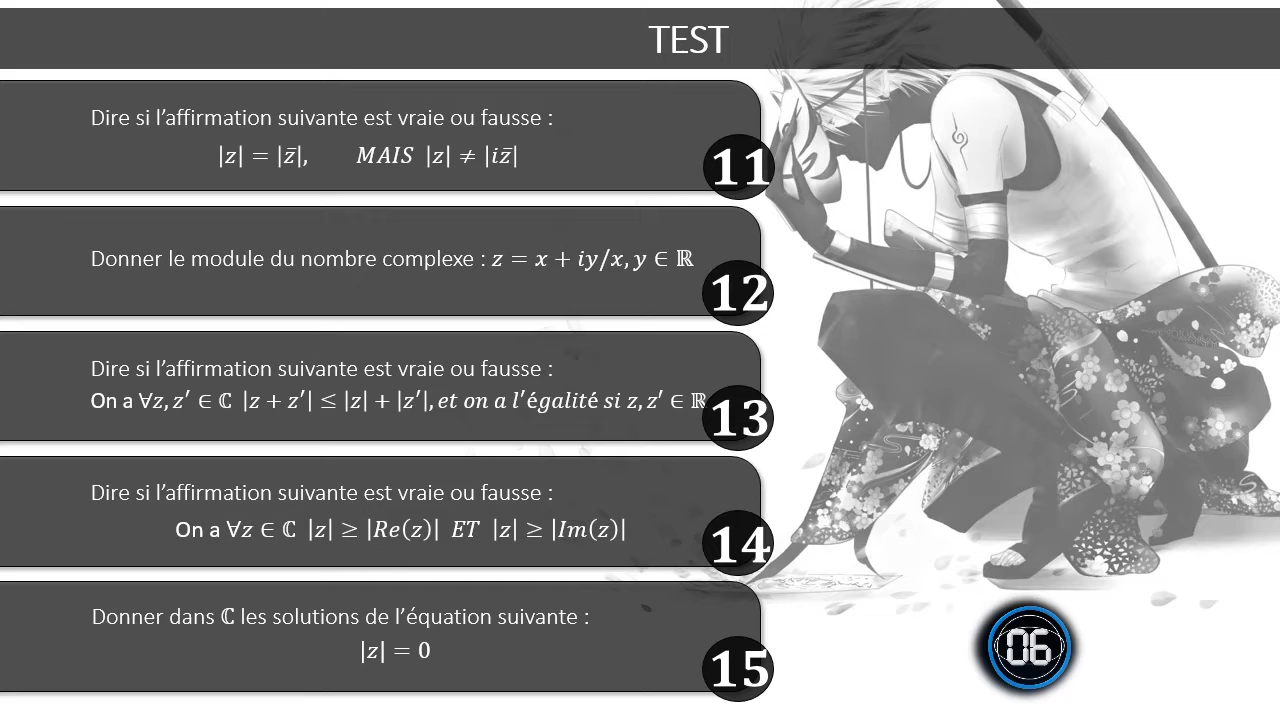 TEST
Dire si l’affirmation suivante est vraie ou fausse :
|z| = |z̄|, MAIS |z| ≠ |iz̄|
11
Donner le module du nombre complexe : z = x + iy/x, y ∈ ℝ
12
Dire si l’affirmation suivante est vraie ou fausse :
On a ∀z, z′ ∈ ℂ |z + z′| ≤ |z| + |z′|, et on a l′égalité si z, z′ ∈ ℝ
13
Dire si l’affirmation suivante est vraie ou fausse :
On a ∀z ∈ ℂ |z| ≥ |Re(z)| ET |z| ≥ |Im(z)|
14
Donner dans ℂ les solutions de l’équation suivante :
|z| = 0
15
06